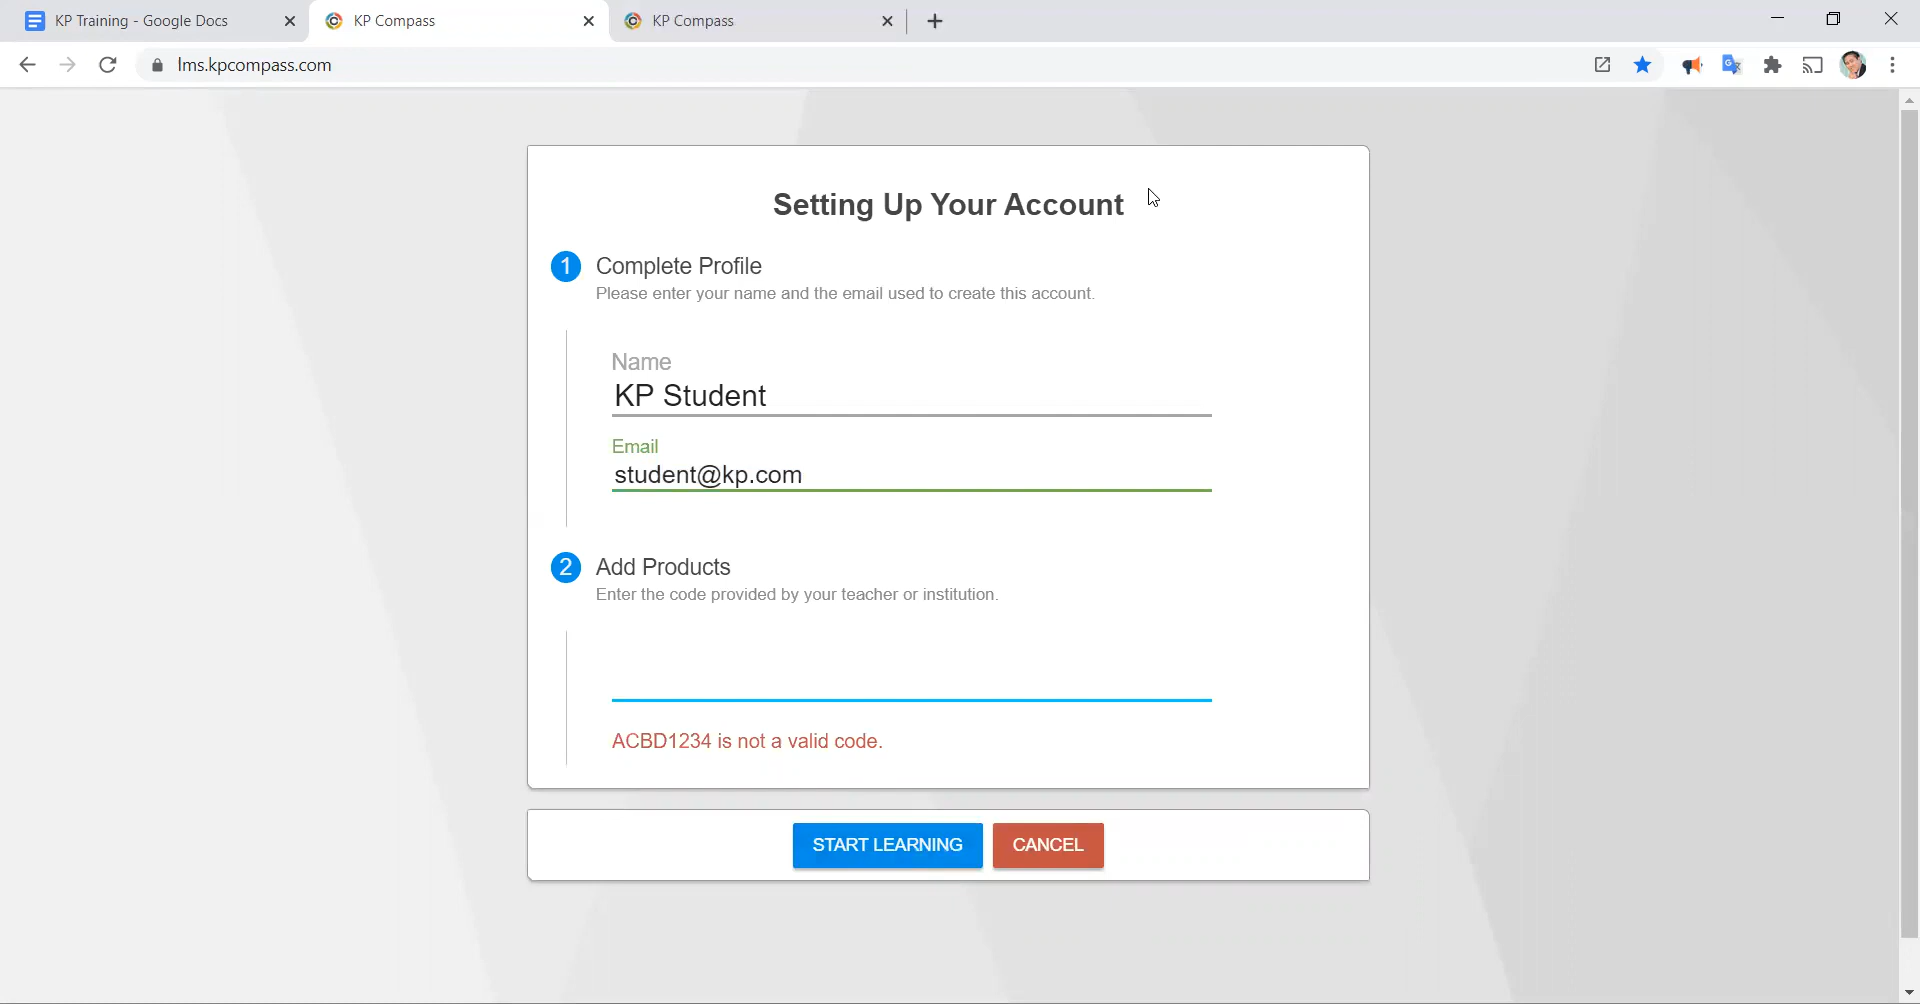 KP Training - Google Docs
KP Compass
KP Compass
lms.kpcompass.com
Setting Up Your Account
1 Complete Profile
Please enter your name and the email used to create this account.
Name
KP Student
Email
student@kp.com
2 Add Products
Enter the code provided by your teacher or institution.
ACBD1234 is not a valid code.
START LEARNING CANCEL